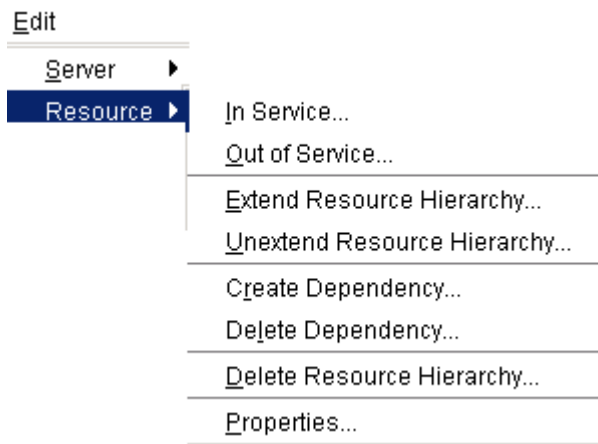 Edit
Server
Resource
In Service...
Out of Service...
Extend Resource Hierarchy...
Unextend Resource Hierarchy...
Create Dependency...
Delete Dependency...
Delete Resource Hierarchy...
Properties...